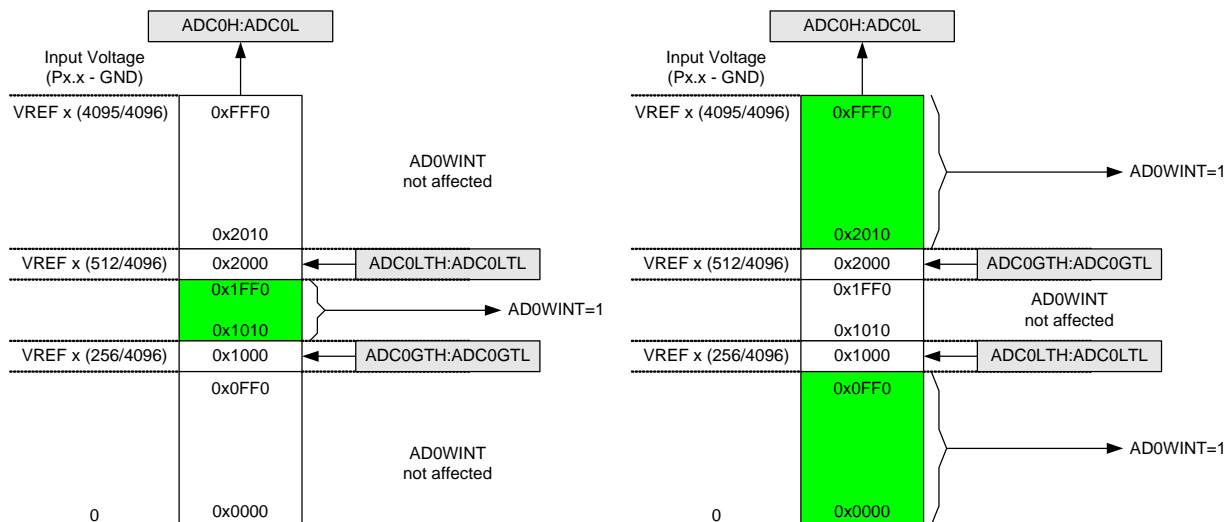 ADC0H:ADC0L
Input Voltage
(Px.x - GND)
VREF x (4095/4096)
0xFFF0
AD0WINT
not affected
0x2010
VREF x (512/4096)
0x2000
ADC0LTH:ADC0LTL
0x1FF0
AD0WINT=1
0x1010
VREF x (256/4096)
0x1000
ADC0GTH:ADC0GTL
0x0FF0
AD0WINT
not affected
0
0x0000
ADC0H:ADC0L
Input Voltage
(Px.x - GND)
VREF x (4095/4096)
0xFFF0
AD0WINT=1
0x2010
VREF x (512/4096)
0x2000
ADC0GTH:ADC0GTL
0x1FF0
AD0WINT
not affected
0x1010
VREF x (256/4096)
0x1000
ADC0LTH:ADC0LTL
0x0FF0
AD0WINT=1
0
0x0000